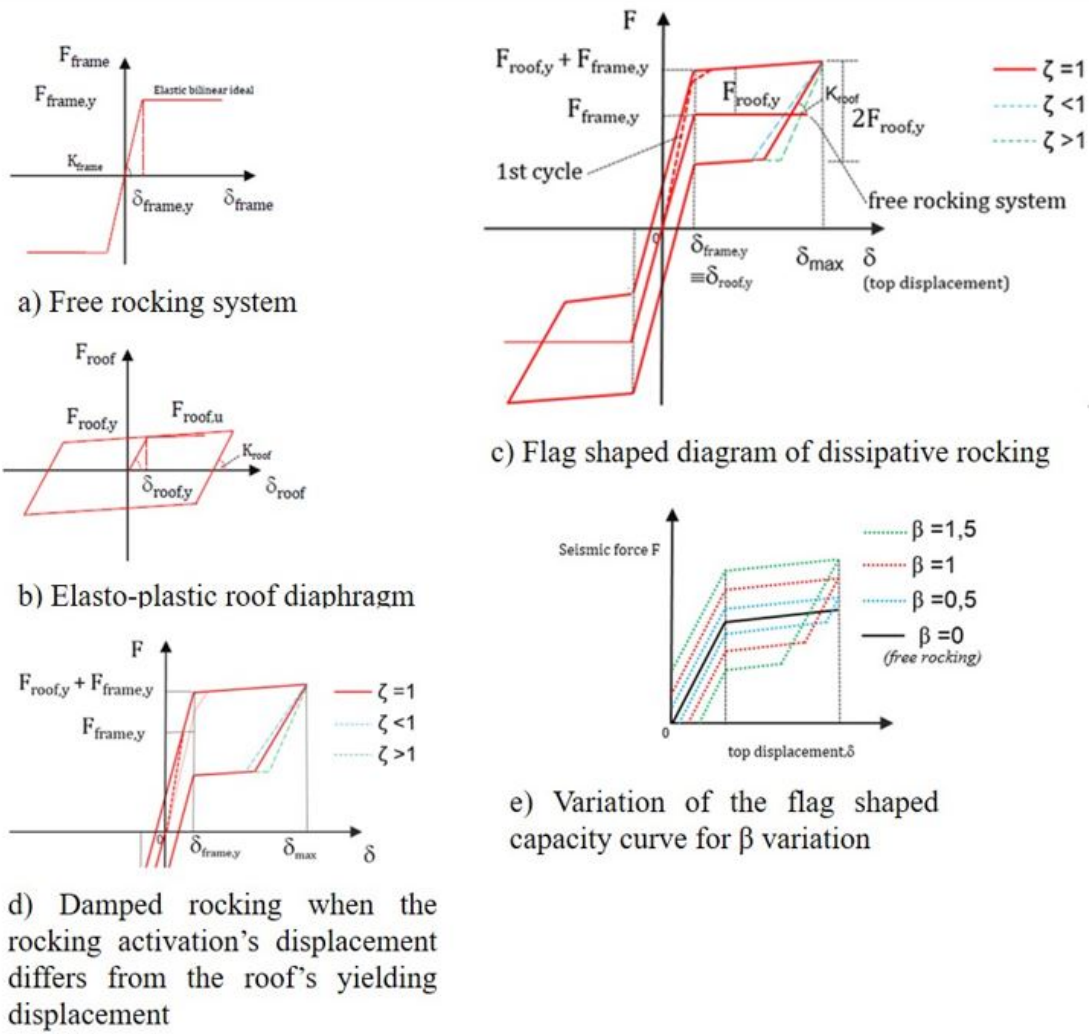 F_frame
F_frame,y
Elastic bilinear ideal
K_frame
δ_frame,y
δ_frame
a) Free rocking system
F_roof
F_roof,y
F_roof,u
K_roof
δ_roof,y
δ_roof
b) Elasto-plastic roof diaphragm
F
F_roof,y + F_frame,y
F_frame,y
F_roof,y
K_roof
2F_roof,y
1st cycle
free rocking system
0
δ_frame,y
≡δ_roof,y
δ_max
δ
(top displacement)
ζ =1
ζ <1
ζ >1
c) Flag shaped diagram of dissipative rocking
F
F_roof,y + F_frame,y
F_frame,y
0
δ_frame,y
δ_max
δ
ζ =1
ζ <1
ζ >1
d) Damped rocking when the
rocking activation's displacement
differs from the roof's yielding
displacement
Seismic force F
0
top displacement,δ
β =1,5
β =1
β =0,5
β =0
(free rocking)
e) Variation of the flag shaped
capacity curve for β variation